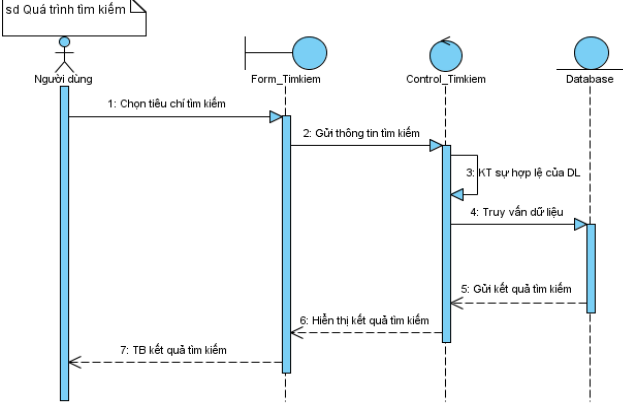 sd Quá trình tìm kiếm
Người dùng
Form_Timkiem
Control_Timkiem
Database
1: Chọn tiêu chí tìm kiếm
2: Gửi thông tin tìm kiếm
3: KT sự hợp lệ của DL
4: Truy vấn dữ liệu
5: Gửi kết quả tìm kiếm
6: Hiển thị kết quả tìm kiếm
7: TB kết quả tìm kiếm